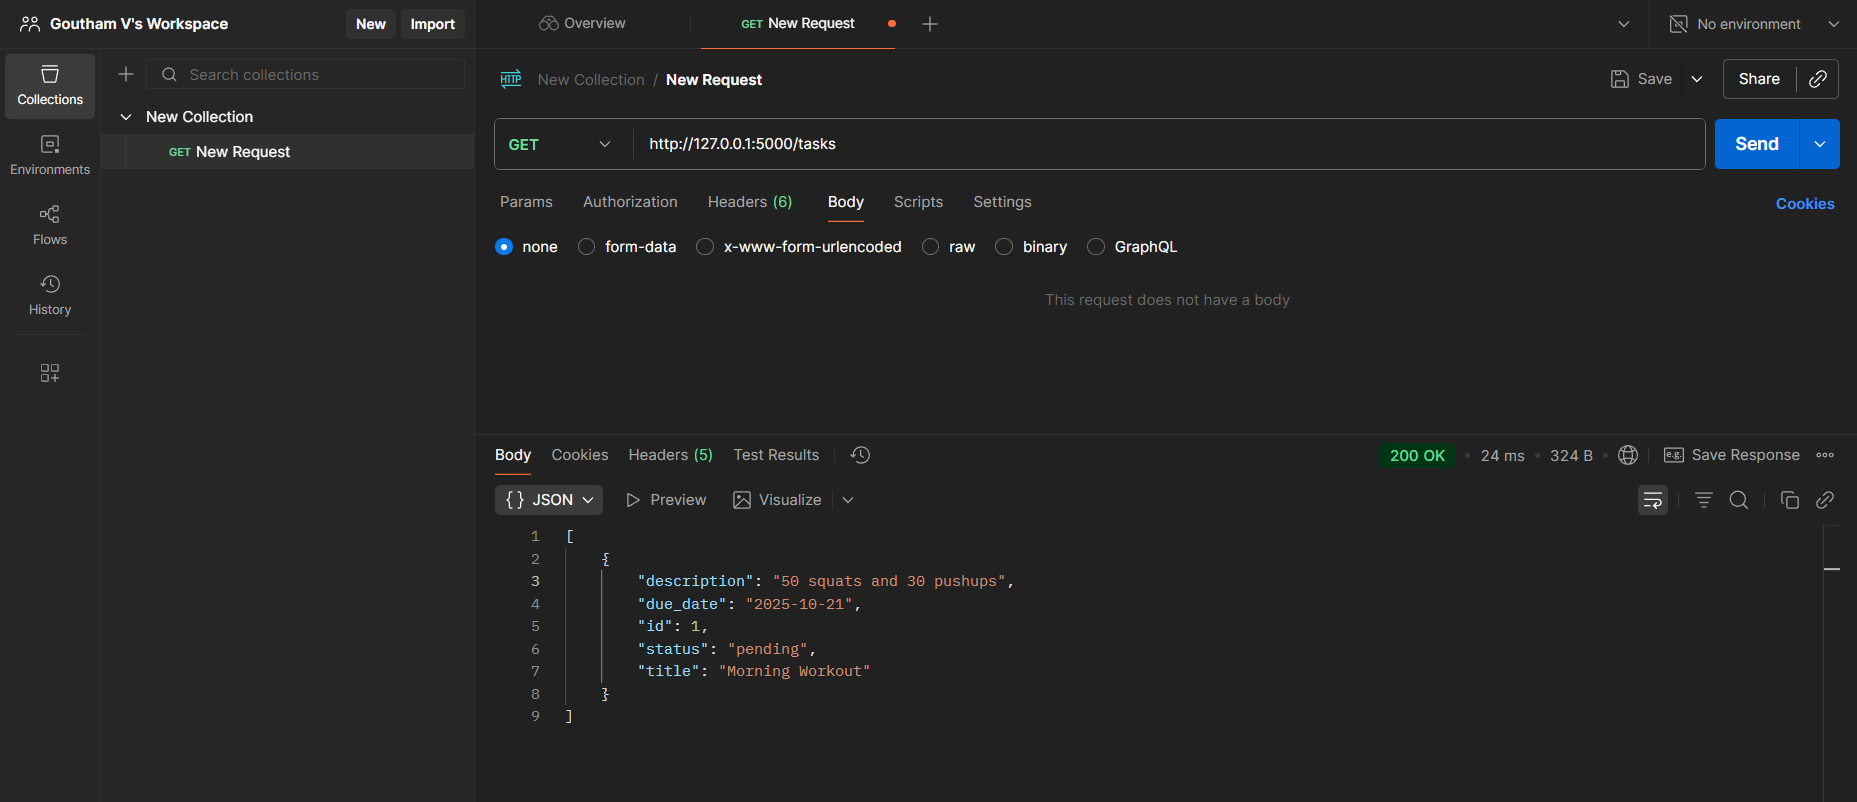 Goutham V's Workspace
New
Import
Overview
GET New Request
No environment
Collections
Environments
Flows
History
Search collections
New Collection
GET New Request
HTTP
New Collection / New Request
Save
Share
GET
http://127.0.0.1:5000/tasks
Send
Params
Authorization
Headers (6)
Body
Scripts
Settings
Cookies
none
form-data
x-www-form-urlencoded
raw
binary
GraphQL
This request does not have a body
Body
Cookies
Headers (5)
Test Results
200 OK
24 ms
324 B
e.g.
Save Response
{} JSON
Preview
Visualize
1 [
2 {
3 "description": "50 squats and 30 pushups",
4 "due_date": "2025-10-21",
5 "id": 1,
6 "status": "pending",
7 "title": "Morning Workout"
8 }
9 ]